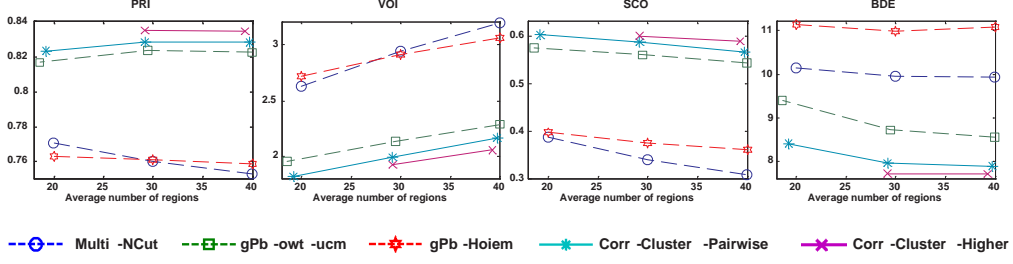 PRI VOI SCO BDE
0.84
0.82
0.8
0.78
0.76
20 30 40
Average number of regions
3
2.5
2
20 30 40
Average number of regions
0.6
0.5
0.4
0.3
20 30 40
Average number of regions
11
10
9
8
20 30 40
Average number of regions
Multi -NCut gPb -owt -ucm gPb -Hoiem Corr -Cluster -Pairwise Corr -Cluster -Higher